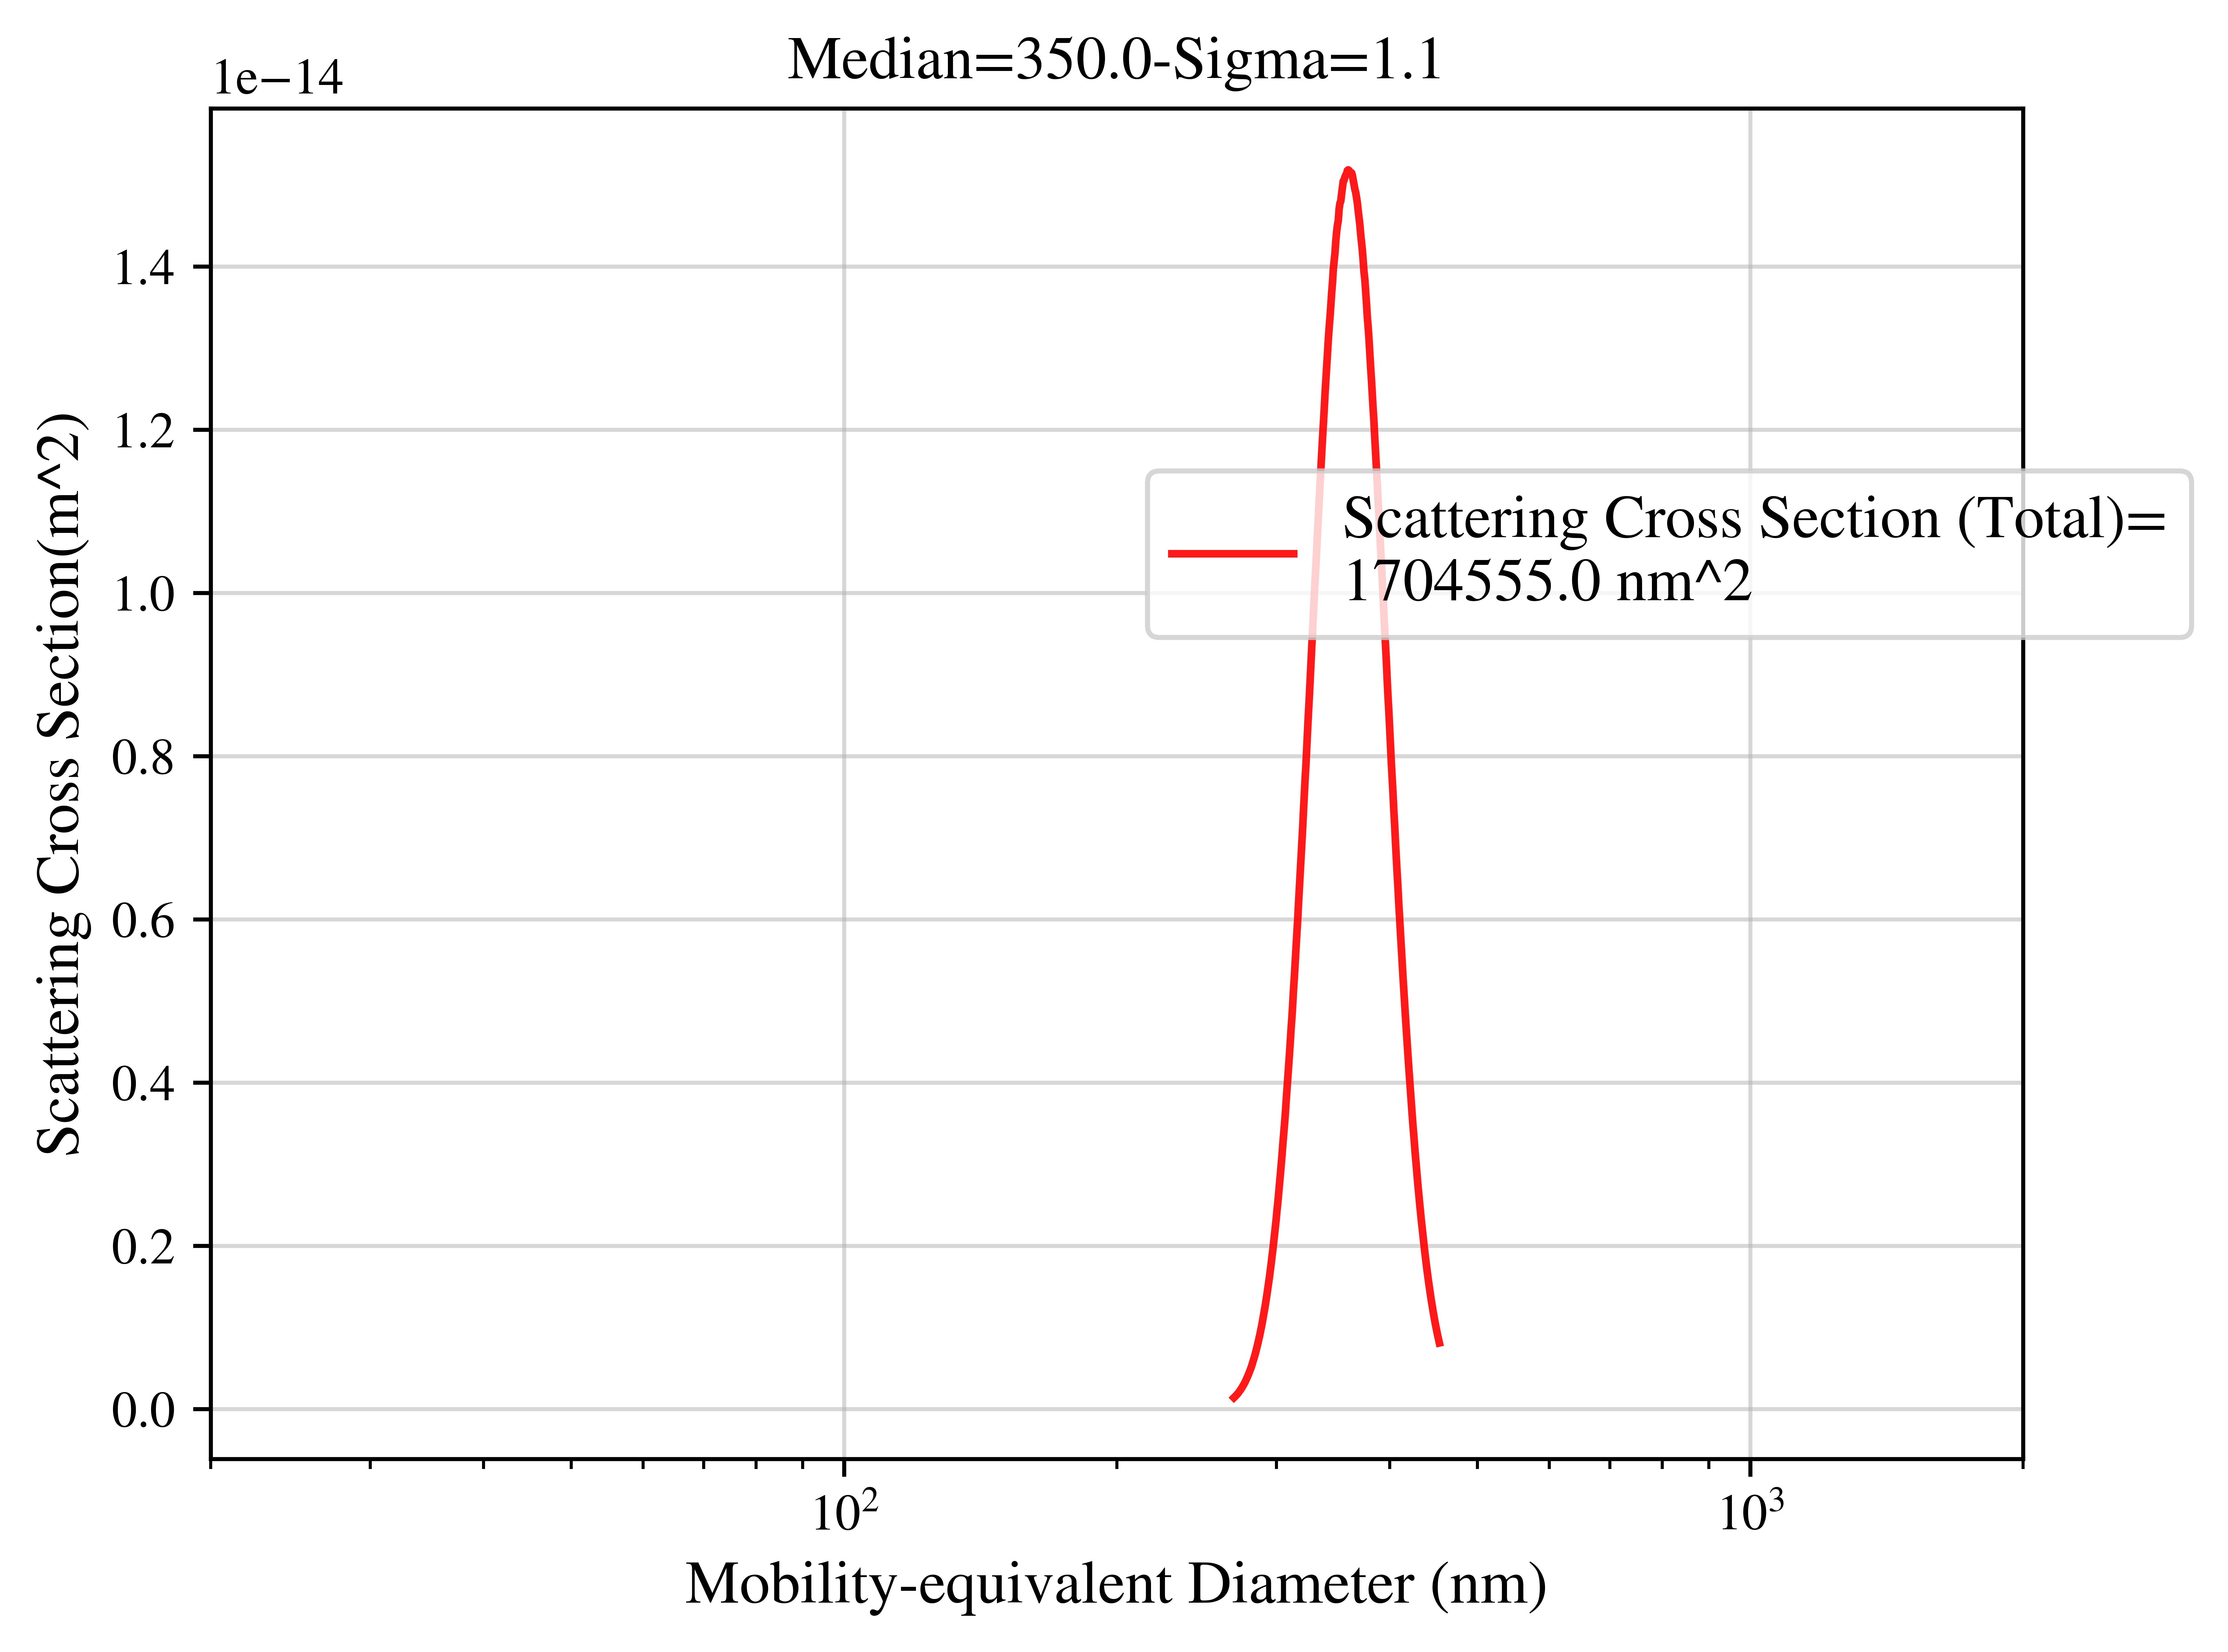 Median=350.0-Sigma=1.1
1e−14
1.4
1.2
1.0
0.8
0.6
0.4
0.2
0.0
Scattering Cross Section(m^2)
Scattering Cross Section (Total)=
1704555.0 nm^2
10²
10³
Mobility-equivalent Diameter (nm)